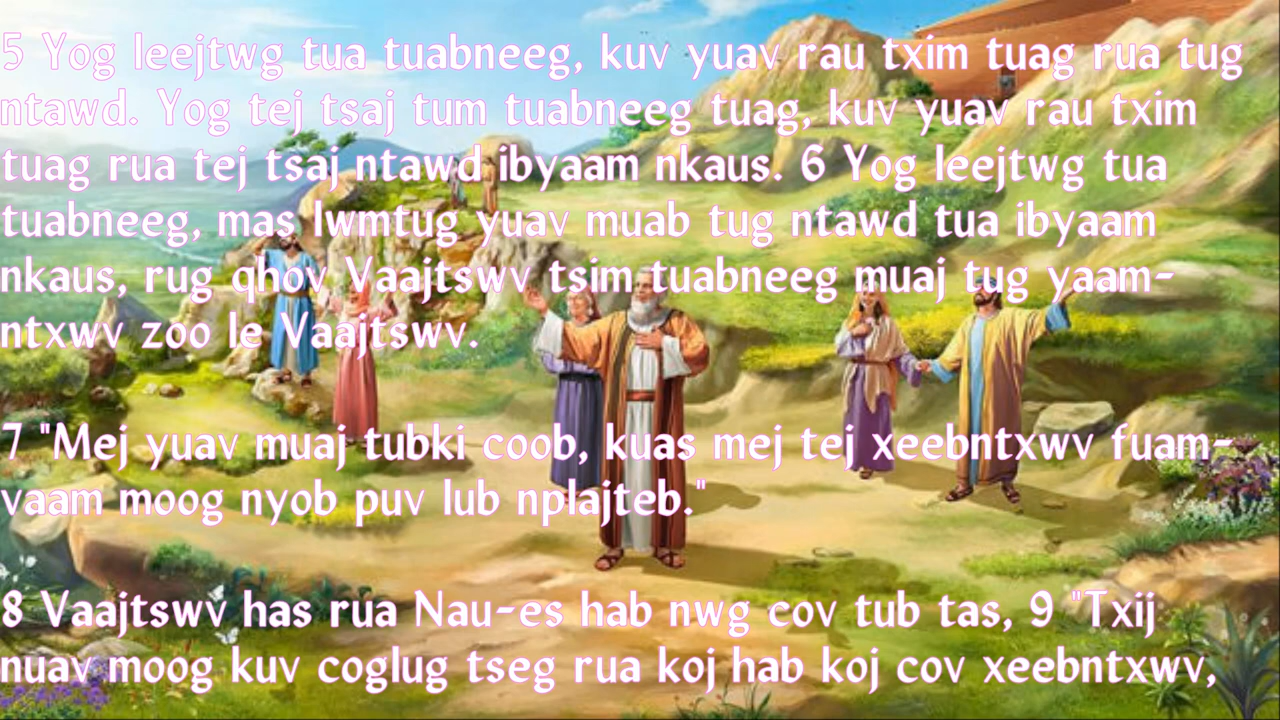 5 Yog leejtwg tua tuabneeg, kuv yuav rau txim tuag rua tug
ntawd. Yog tej tsaj tum tuabneeg tuag, kuv yuav rau txim
tuag rua tej tsaj ntawd ibyaam nkaus. 6 Yog leejtwg tua
tuabneeg, mas lwmtug yuav muab tug ntawd tua ibyaam
nkaus, rug qhov Vaajtswv tsim tuabneeg muaj tug yaam-
ntxwv zoo le Vaajtswv.
7 "Mej yuav muaj tubki coob, kuas mej tej xeebntxwv fuam-
vaam moog nyob puv lub nplajteb."
8 Vaajtswv has rua Nau-es hab nwg cov tub tas, 9 "Txij
nuav moog kuv coglug tseg rua koj hab koj cov xeebntxwv,